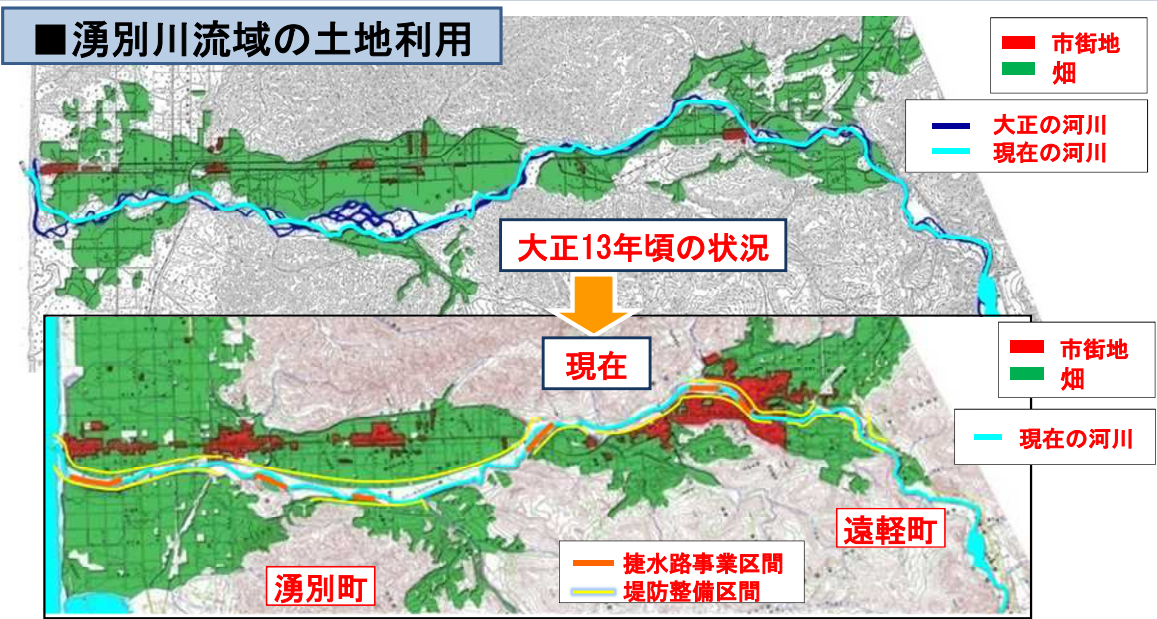 ■湧別川流域の土地利用
市街地
畑
大正の河川
現在の河川
大正13年頃の状況
現在
市街地
畑
現在の河川
遠軽町
湧別町
捷水路事業区間
堤防整備区間